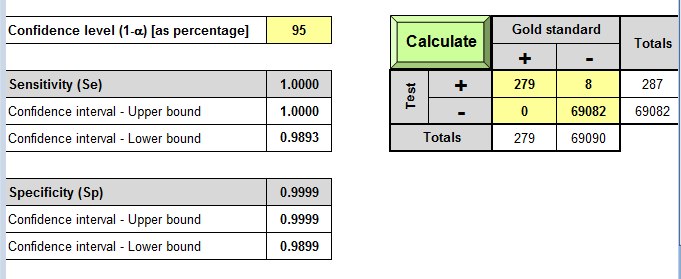 Confidence level (1-α) [as percentage] 95
Sensitivity (Se) 1.0000
Confidence interval - Upper bound 1.0000
Confidence interval - Lower bound 0.9893
Specificity (Sp) 0.9999
Confidence interval - Upper bound 0.9999
Confidence interval - Lower bound 0.9899
Calculate Gold standard Totals
+ -
Test + 279 8 287
- 0 69082 69082
Totals 279 69090